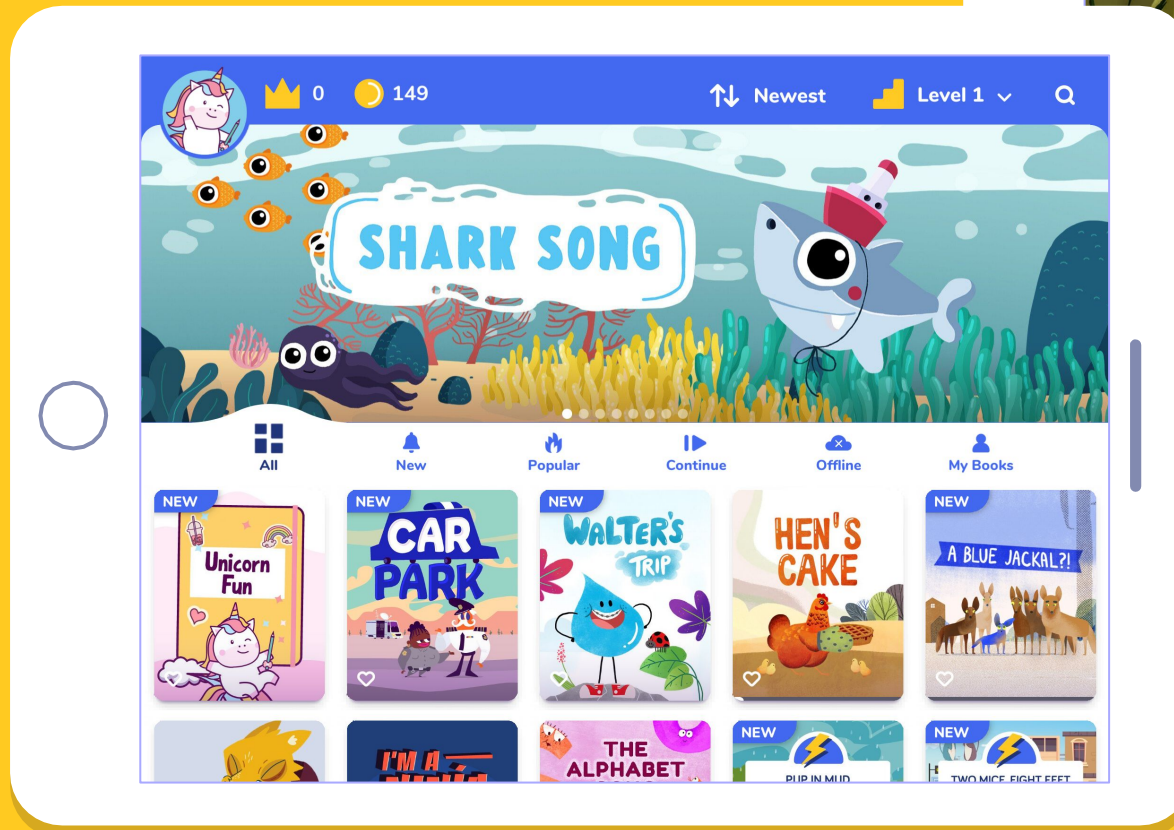 0
149
Newest
Level 1
SHARK SONG
All
New
Popular
Continue
Offline
My Books
NEW
Unicorn
Fun
NEW
CAR
PARK
NEW
WALTER'S
TRIP
HEN'S
CAKE
NEW
A BLUE JACKAL?!
I'M A
THE
ALPHABET
NEW
PUP IN MUD
NEW
TWO MICE, EIGHT FEET